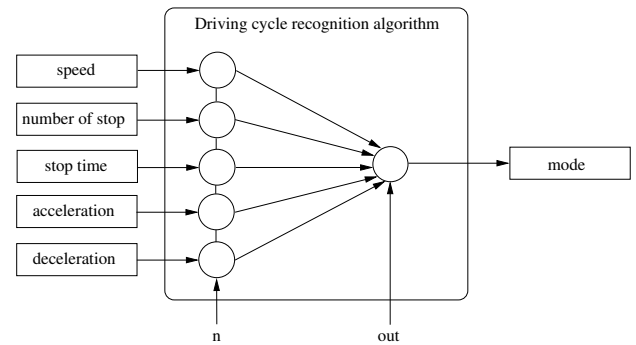 Driving cycle recognition algorithm
speed
number of stop
stop time
acceleration
deceleration
mode
n
out